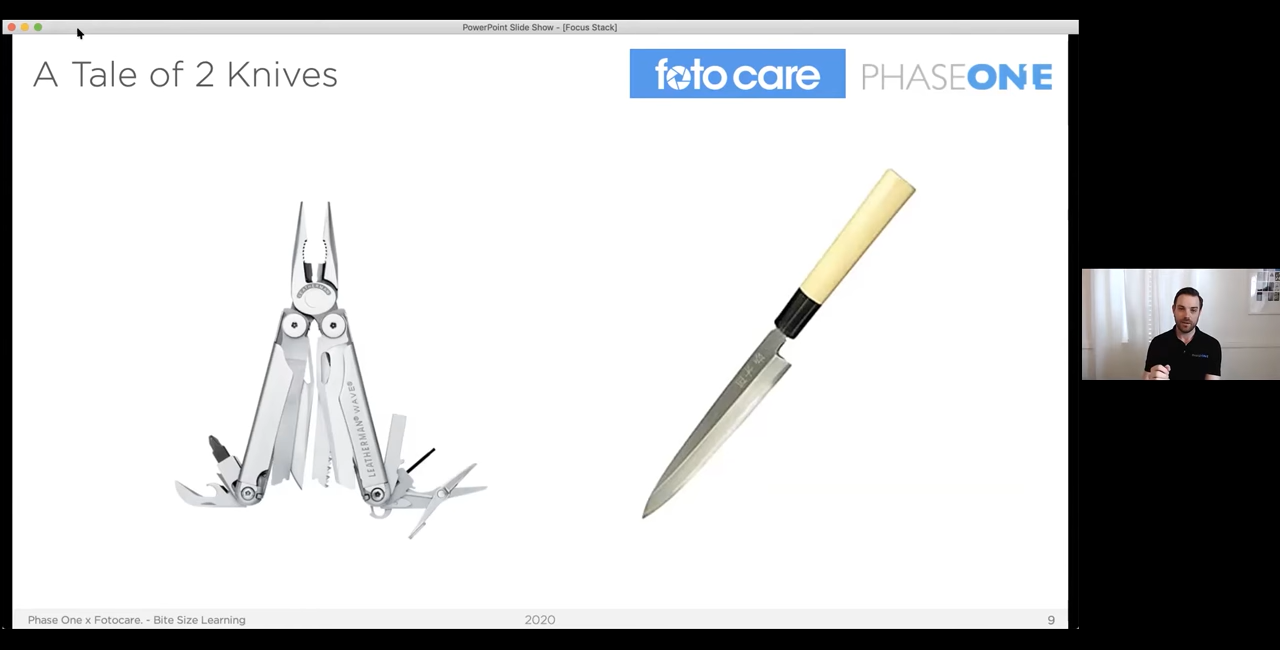 PowerPoint Slide Show - [Focus Stack]
A Tale of 2 Knives
foto care
PHASEONE
LEATHERMAN® WAVE®
Phase One x Fotocare. - Bite Size Learning
2020
9